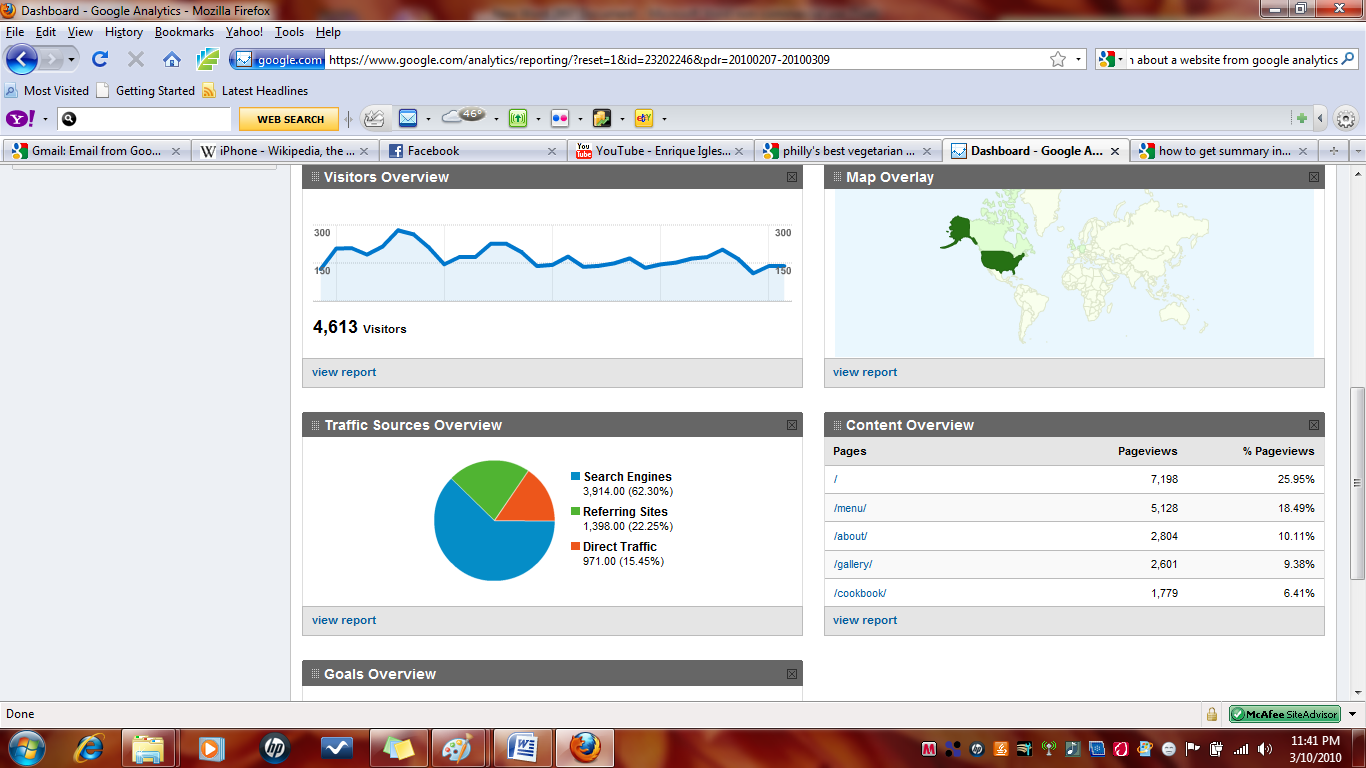 Dashboard - Google Analytics - Mozilla Firefox
File Edit View History Bookmarks Yahoo! Tools Help
google.com https://www.google.com/analytics/reporting/?reset=1&id=23202246&pdr=20100207-20100309
about a website from google analytics
Most Visited Getting Started Latest Headlines
Y! WEB SEARCH 46° eBY
Gmail: Email from Goo... W iPhone - Wikipedia, the ... Facebook You Tube YouTube - Enrique Igles... philly's best vegetarian ... Dashboard - Google A... how to get summary in...
Visitors Overview
300 300
150 150
4,613 Visitors
view report
Map Overlay
view report
Traffic Sources Overview
Search Engines
3,914.00 (62.30%)
Referring Sites
1,398.00 (22.25%)
Direct Traffic
971.00 (15.45%)
view report
Content Overview
Pages Pageviews % Pageviews
/ 7,198 25.95%
/menu/ 5,128 18.49%
/about/ 2,804 10.11%
/gallery/ 2,601 9.38%
/cookbook/ 1,779 6.41%
view report
Goals Overview
Done
McAfee SiteAdvisor
hp W
11:41 PM
3/10/2010